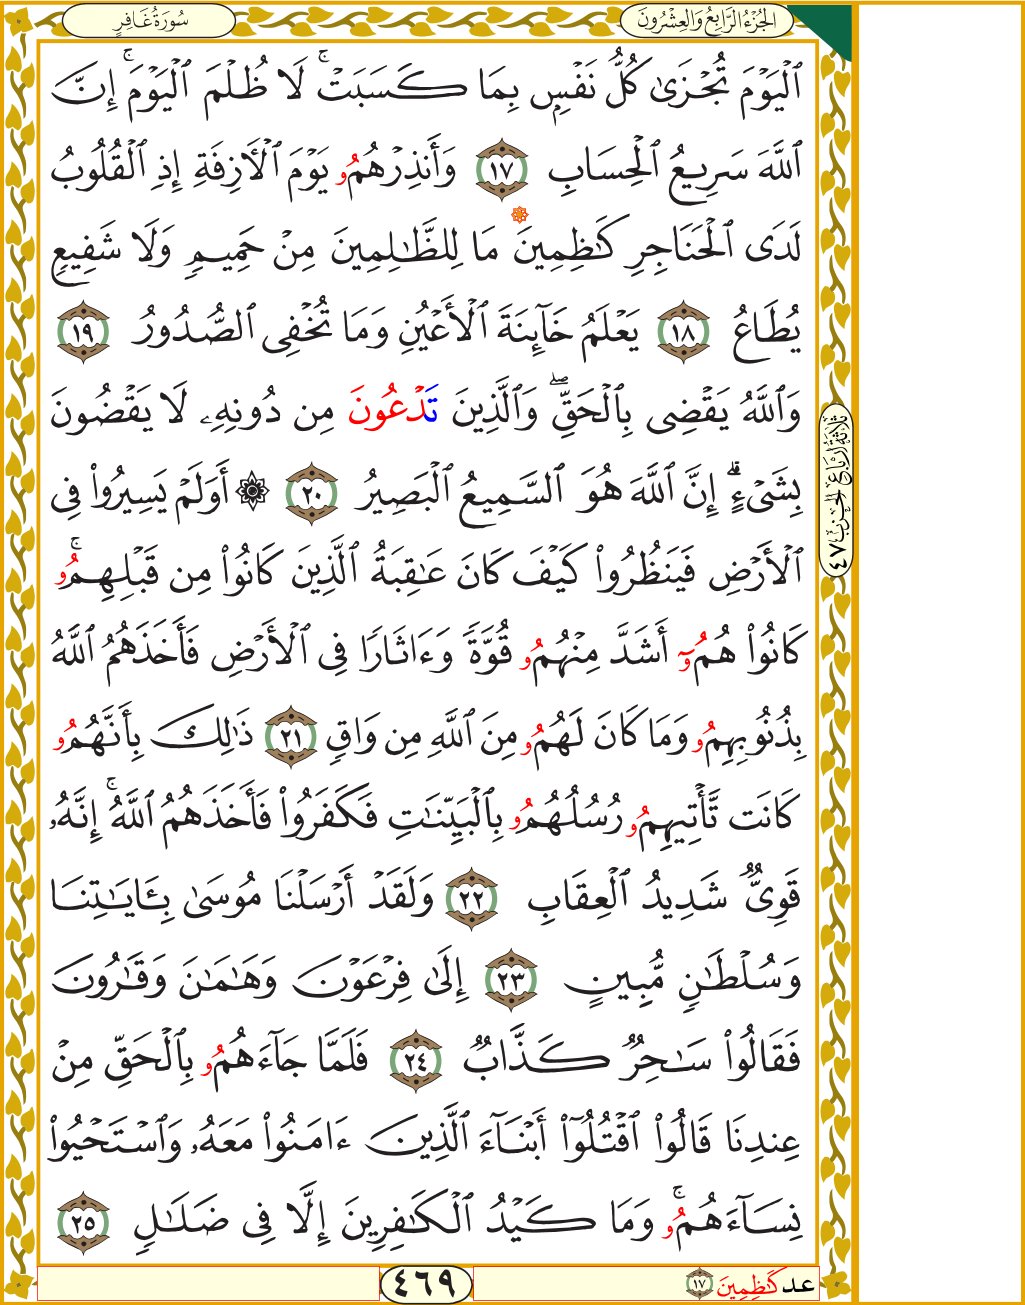 الجُزْءُ الرَّابِعُ وَالعِشْرُونَ
سُورَةُ غَافِرٍ
ٱلۡيَوۡمَ تُجۡزَىٰ كُلُّ نَفۡسِۭ بِمَا كَسَبَتۡۚ لَا ظُلۡمَ ٱلۡيَوۡمَۚ إِنَّ
ٱللَّهَ سَرِيعُ ٱلۡحِسَابِ ١٧ وَأَنذِرۡهُمُۥ يَوۡمَ ٱلۡأٓزِفَةِ إِذِ ٱلۡقُلُوبُ
لَدَى ٱلۡحَنَاجِرِ كَٰظِمِينَ مَا لِلظَّٰلِمِينَ مِنۡ حَمِيمٖ وَلَا شَفِيعٖ
يُطَاعُ ١٨ يَعۡلَمُ خَآئِنَةَ ٱلۡأَعۡيُنِ وَمَا تُخۡفِي ٱلصُّدُورُ ١٩
وَٱللَّهُ يَقۡضِي بِٱلۡحَقِّۖ وَٱلَّذِينَ تَدۡعُونَ مِن دُونِهِۦ لَا يَقۡضُونَ
بِشَيۡءٍۗ إِنَّ ٱللَّهَ هُوَ ٱلسَّمِيعُ ٱلۡبَصِيرُ ٢٠ ۞ أَوَلَمۡ يَسِيرُواْ فِي
ٱلۡأَرۡضِ فَيَنظُرُواْ كَيۡفَ كَانَ عَٰقِبَةُ ٱلَّذِينَ كَانُواْ مِن قَبۡلِهِمُۥۚ
كَانُواْ هُمُۥٓ أَشَدَّ مِنۡهُمُۥ قُوَّةٗ وَءَاثَارٗا فِي ٱلۡأَرۡضِ فَأَخَذَهُمُ ٱللَّهُ
بِذُنُوبِهِمُۥ وَمَا كَانَ لَهُمُۥ مِنَ ٱللَّهِ مِن وَاقٖ ٢١ ذَٰلِكَ بِأَنَّهُمُۥ
كَانَت تَّأۡتِيهِمُۥ رُسُلُهُمُۥ بِٱلۡبَيِّنَٰتِ فَكَفَرُواْ فَأَخَذَهُمُ ٱللَّهُۚ إِنَّهُۥ
قَوِيّٞ شَدِيدُ ٱلۡعِقَابِ ٢٢ وَلَقَدۡ أَرۡسَلۡنَا مُوسَىٰ بِـَٔايَٰتِنَا
وَسُلۡطَٰنٖ مُّبِينٍ ٢٣ إِلَىٰ فِرۡعَوۡنَ وَهَٰمَٰنَ وَقَٰرُونَ
فَقَالُواْ سَٰحِرٞ كَذَّابٞ ٢٤ فَلَمَّا جَآءَهُمُۥ بِٱلۡحَقِّ مِنۡ
عِندِنَا قَالُواْ ٱقۡتُلُوٓاْ أَبۡنَآءَ ٱلَّذِينَ ءَامَنُواْ مَعَهُۥ وَٱسۡتَحۡيُواْ
نِسَآءَهُمُۥۚ وَمَا كَيۡدُ ٱلۡكَٰفِرِينَ إِلَّا فِي ضَلَٰلٖ ٢٥
ثَلَاثَةُ أَرْبَاعِ الحِزْبِ ٤٧
عد كَٰظِمِينَ ١٧
٤٦٩